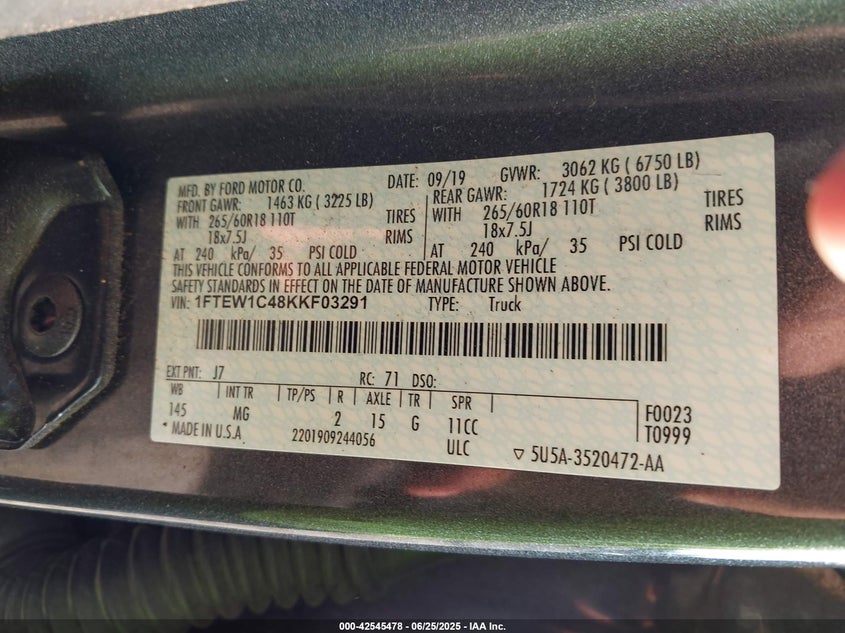 MFD. BY FORD MOTOR CO. DATE: 09/19 GVWR: 3062 KG ( 6750 LB)
FRONT GAWR: 1463 KG ( 3225 LB) REAR GAWR: 1724 KG ( 3800 LB)
WITH 265/60R18 110T TIRES WITH 265/60R18 110T TIRES
18x7.5J RIMS 18x7.5J RIMS
AT 240 kPa/ 35 PSI COLD AT 240 kPa/ 35 PSI COLD
THIS VEHICLE CONFORMS TO ALL APPLICABLE FEDERAL MOTOR VEHICLE
SAFETY STANDARDS IN EFFECT ON THE DATE OF MANUFACTURE SHOWN ABOVE.
VIN: 1FTEW1C48KKF03291 TYPE: Truck
EXT PNT: J7 RC: 71 DSO:
WB INT TR TP/PS R AXLE TR SPR
145 MG 2 15 G 11CC F0023
* MADE IN U.S.A 2201909244056 ULC T0999
▽ 5U5A-3520472-AA
000-42545478 - 06/25/2025 - IAA Inc.